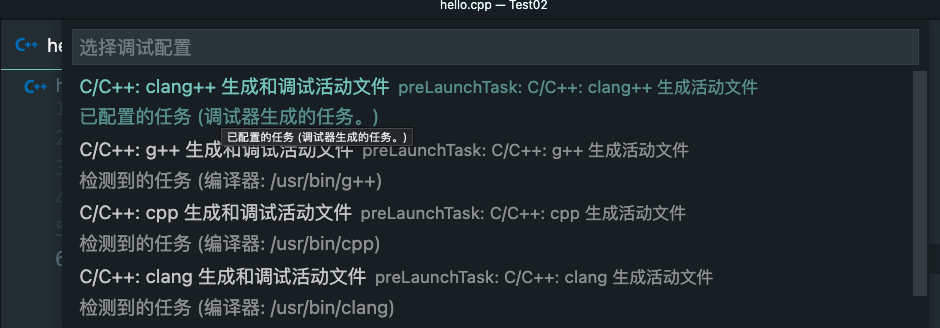 hello.cpp — Test02
选择调试配置
C/C++: clang++ 生成和调试活动文件 preLaunchTask: C/C++: clang++ 生成活动文件
已配置的任务 (调试器生成的任务。)
已配置的任务 (调试器生成的任务。)
C/C++: g++ 生成和调试活动文件 preLaunchTask: C/C++: g++ 生成活动文件
检测到的任务 (编译器: /usr/bin/g++)
C/C++: cpp 生成和调试活动文件 preLaunchTask: C/C++: cpp 生成活动文件
检测到的任务 (编译器: /usr/bin/cpp)
C/C++: clang 生成和调试活动文件 preLaunchTask: C/C++: clang 生成活动文件
检测到的任务 (编译器: /usr/bin/clang)